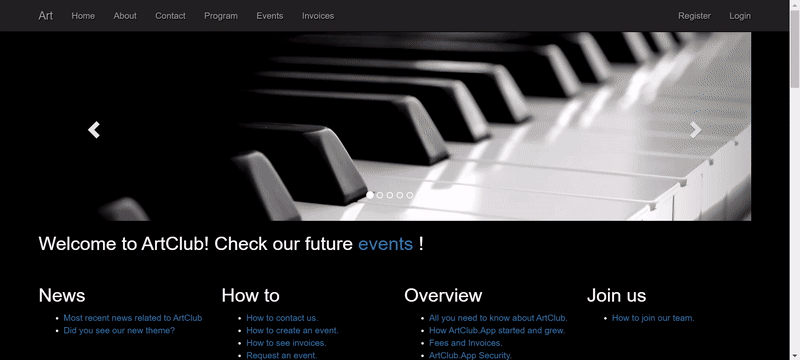 Art Home About Contact Program Events Invoices Register Login
Welcome to ArtClub! Check our future events !
News
Most recent news related to ArtClub
Did you see our new theme?
How to
How to contact us.
How to create an event.
How to see invoices.
Request an event.
Overview
All you need to know about ArtClub.
How ArtClub.App started and grew.
Fees and Invoices.
ArtClub.App Security.
Join us
How to join our team.